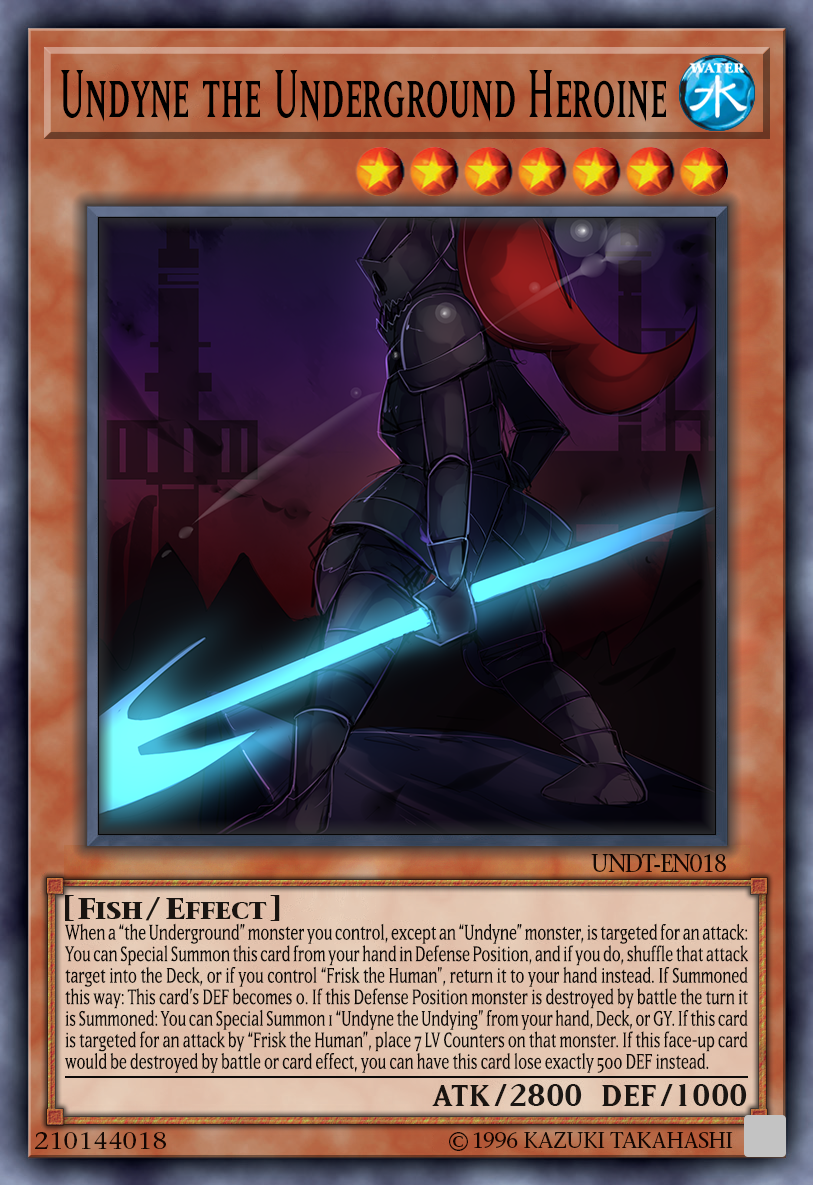 Undyne the Underground Heroine
WATER
水
UNDT-EN018
[ Fish / Effect ]
When a “the Underground” monster you control, except an “Undyne” monster, is targeted for an attack:
You can Special Summon this card from your hand in Defense Position, and if you do, shuffle that attack
target into the Deck, or if you control “Frisk the Human”, return it to your hand instead. If Summoned
this way: This card's DEF becomes 0. If this Defense Position monster is destroyed by battle the turn it
is Summoned: You can Special Summon 1 “Undyne the Undying” from your hand, Deck, or GY. If this card
is targeted for an attack by “Frisk the Human”, place 7 LV Counters on that monster. If this face-up card
would be destroyed by battle or card effect, you can have this card lose exactly 500 DEF instead.
ATK/2800 DEF/1000
210144018
© 1996 KAZUKI TAKAHASHI